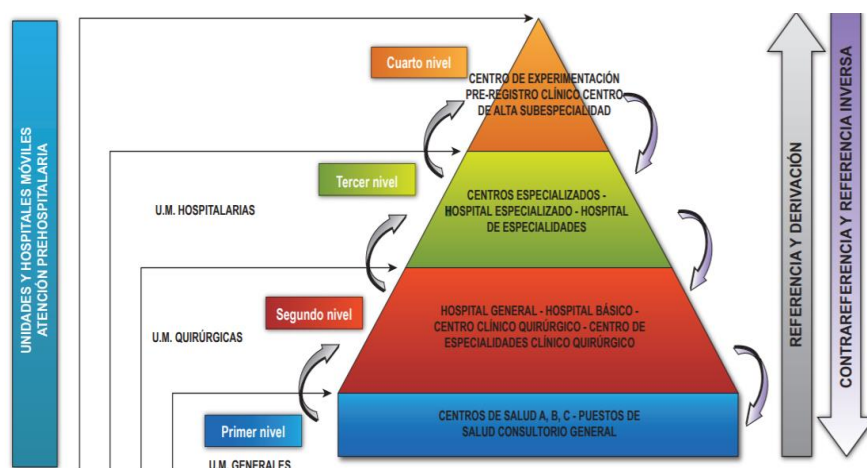 UNIDADES Y HOSPITALES MÓVILES
ATENCIÓN PREHOSPITALARIA
Cuarto nivel
CENTRO DE EXPERIMENTACIÓN
PRE-REGISTRO CLÍNICO CENTRO
DE ALTA SUBESPECIALIDAD
Tercer nivel
U.M. HOSPITALARIAS
CENTROS ESPECIALIZADOS -
HOSPITAL ESPECIALIZADO - HOSPITAL
DE ESPECIALIDADES
Segundo nivel
U.M. QUIRÚRGICAS
HOSPITAL GENERAL - HOSPITAL BÁSICO -
CENTRO CLÍNICO QUIRÚRGICO - CENTRO DE
ESPECIALIDADES CLÍNICO QUIRÚRGICO
Primer nivel
CENTROS DE SALUD A, B, C - PUESTOS DE
SALUD CONSULTORIO GENERAL
U.M. GENERALES
REFERENCIA Y DERIVACIÓN
CONTRAREFERENCIA Y REFERENCIA INVERSA